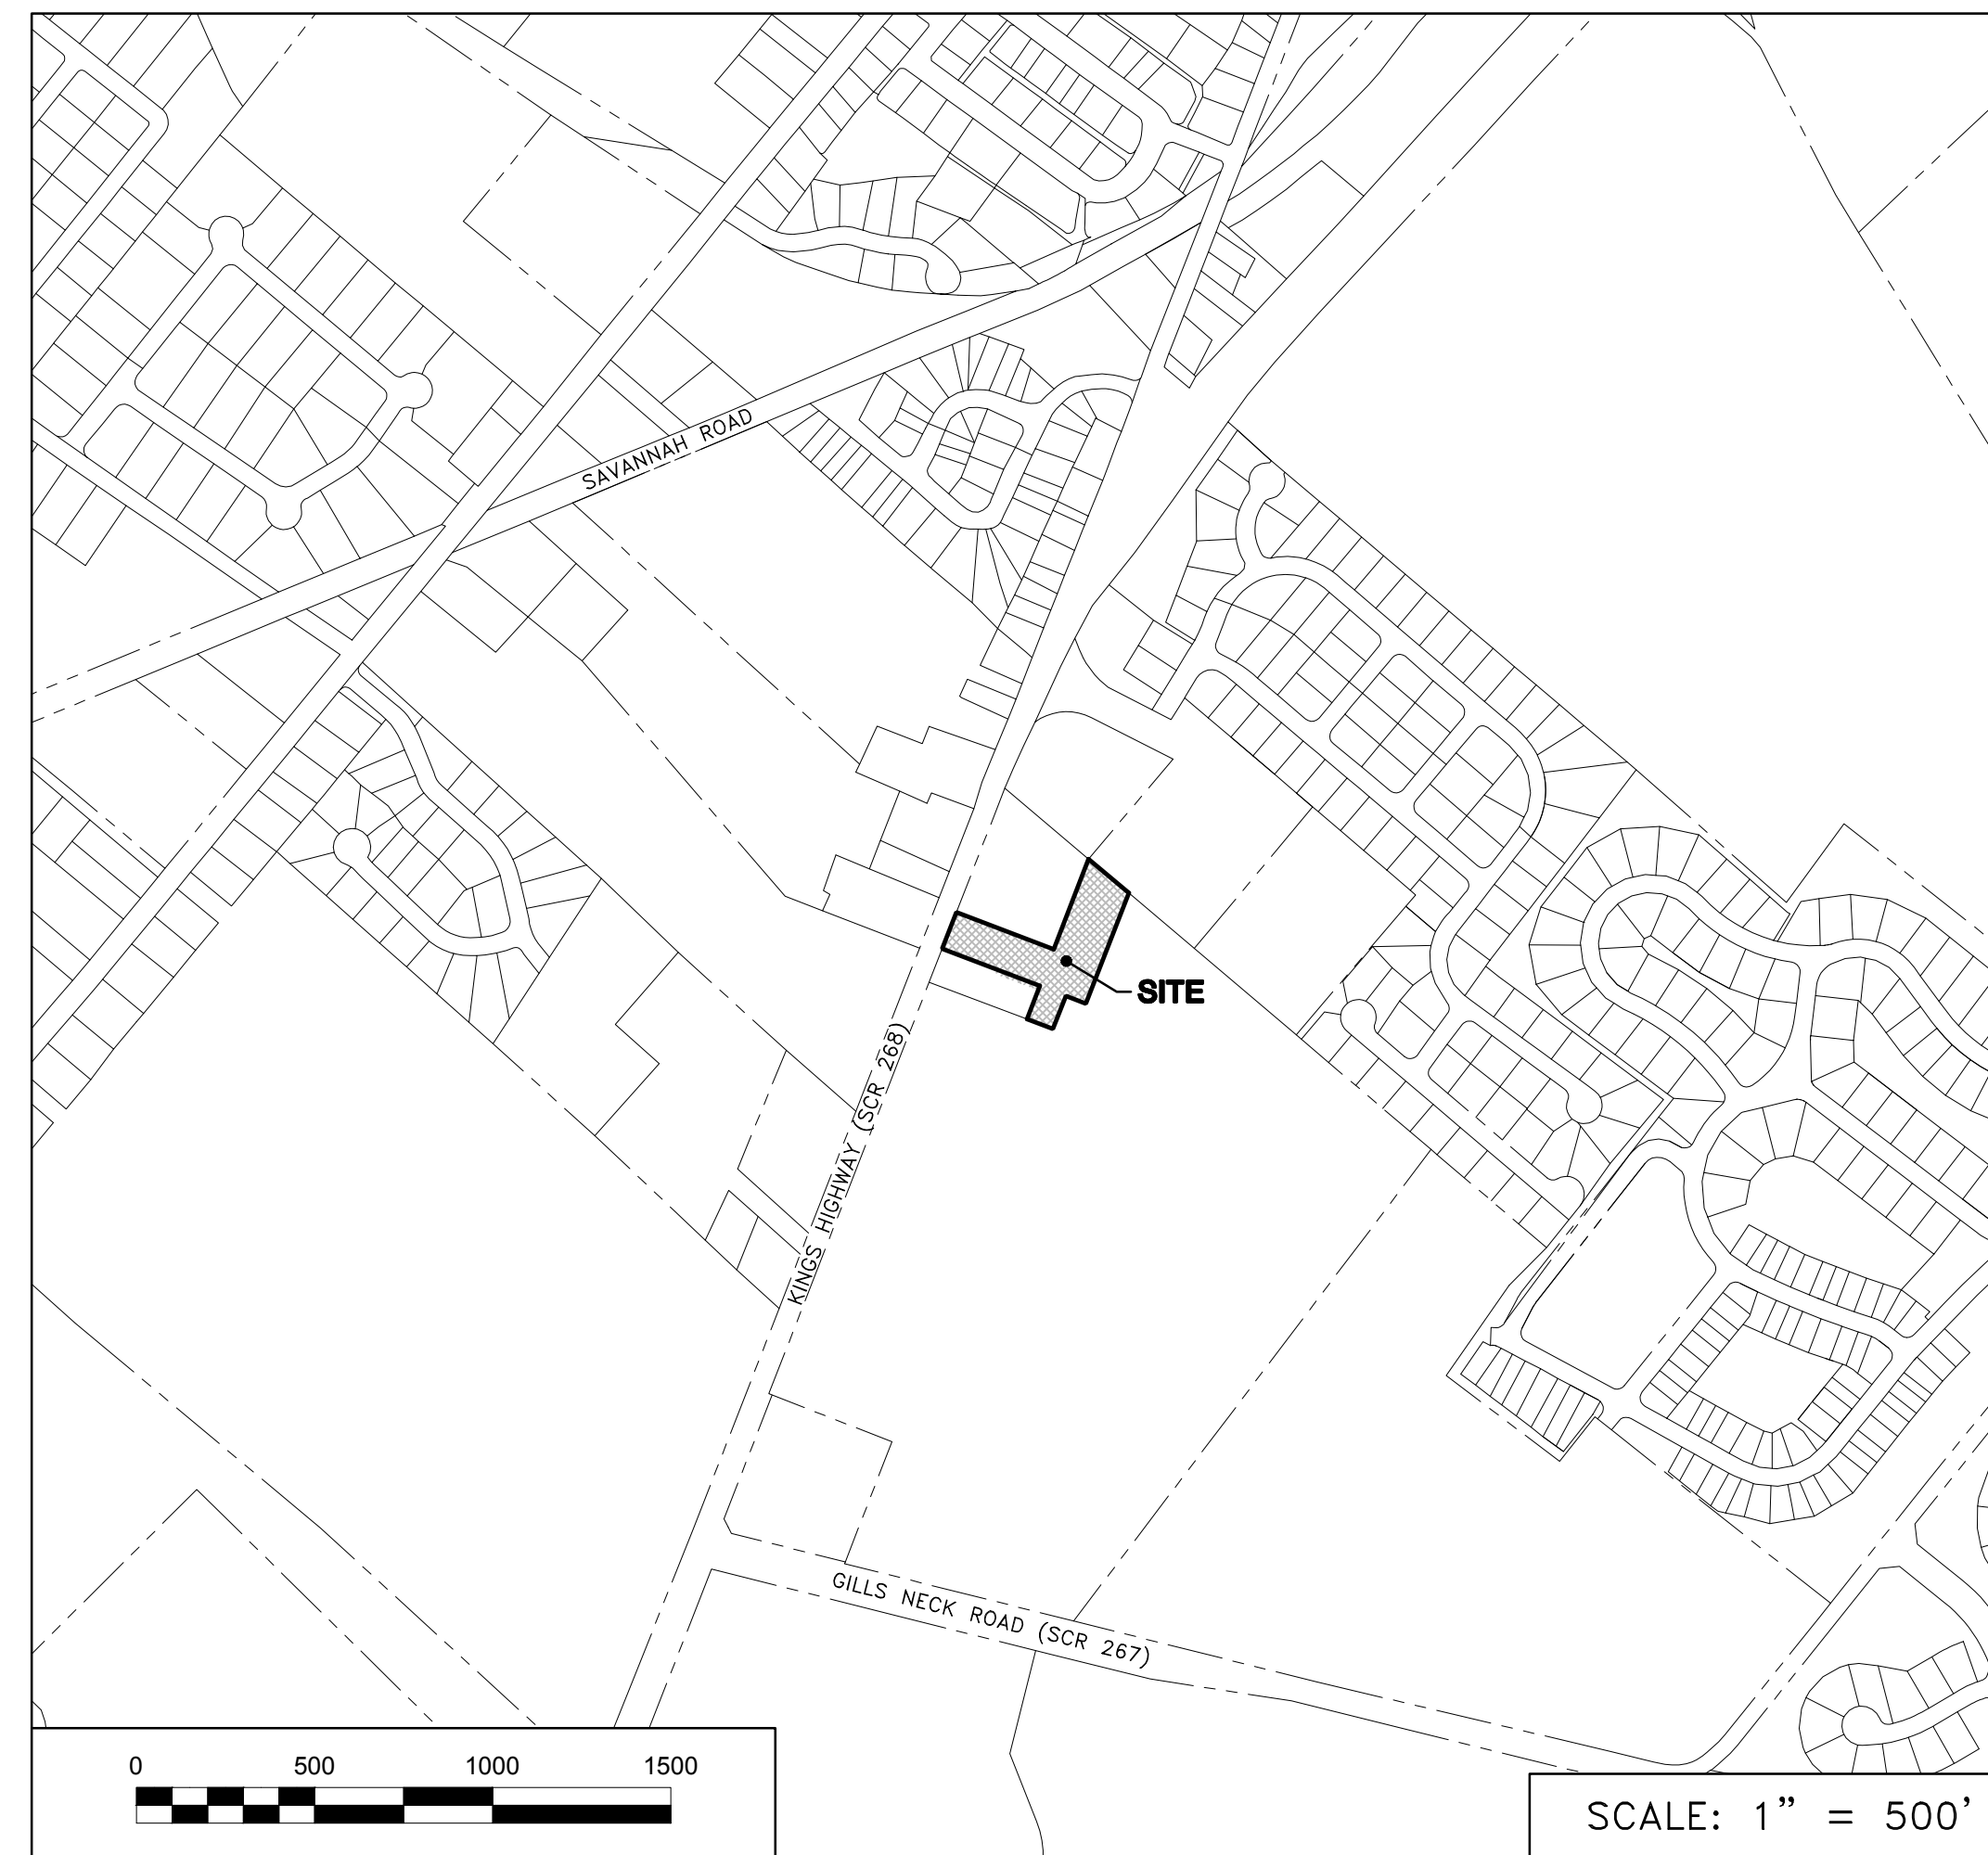 SAVANNAH ROAD
SITE
KINGS HIGHWAY (SCR 268)
GILLS NECK ROAD (SCR 267)
0 500 1000 1500
SCALE: 1” = 500'